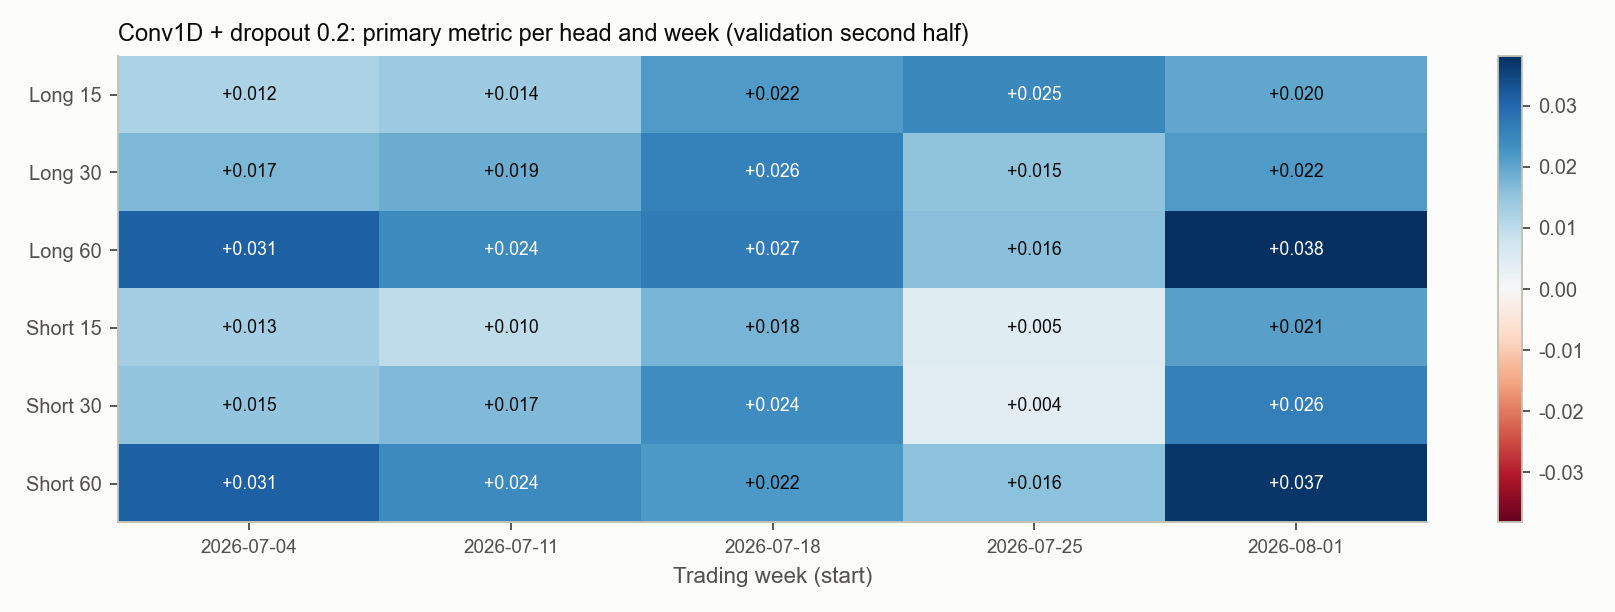 Conv1D + dropout 0.2: primary metric per head and week (validation second half)
Long 15 +0.012 +0.014 +0.022 +0.025 +0.020
Long 30 +0.017 +0.019 +0.026 +0.015 +0.022
Long 60 +0.031 +0.024 +0.027 +0.016 +0.038
Short 15 +0.013 +0.010 +0.018 +0.005 +0.021
Short 30 +0.015 +0.017 +0.024 +0.004 +0.026
Short 60 +0.031 +0.024 +0.022 +0.016 +0.037
2026-07-04 2026-07-11 2026-07-18 2026-07-25 2026-08-01
Trading week (start)
0.03
0.02
0.01
0.00
-0.01
-0.02
-0.03